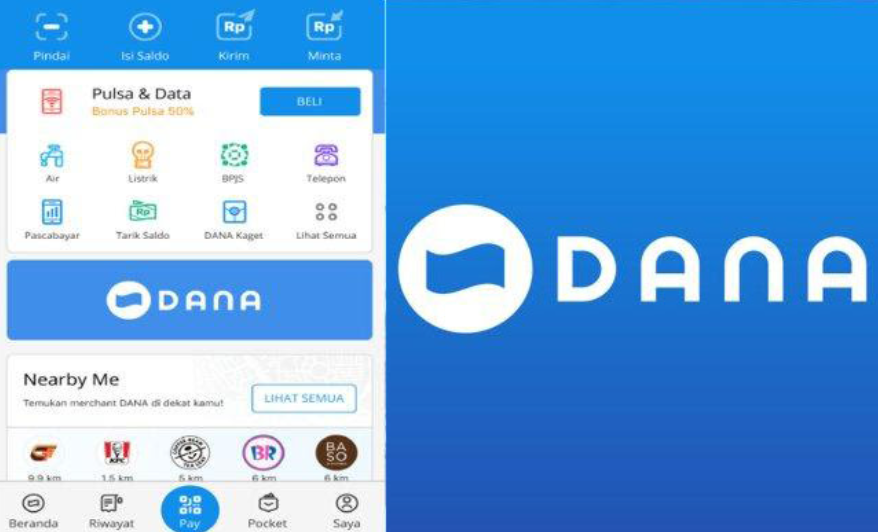 Pindai Isi Saldo Kirim Minta
Rp Rp
Pulsa & Data
Bonus Pulsa 50%
BELI
Air Listrik BPJS Telepon
Rp
Pascabayar Tarik Saldo DANA Kaget Lihat Semua
DANA
Nearby Me
Temukan merchant DANA di dekat kamu!
LIHAT SEMUA
KFC
BR
BA
SO
9.9 km 1.5 km 5 km 6 km 6 km
Beranda Riwayat Pay Pocket Saya
DANA